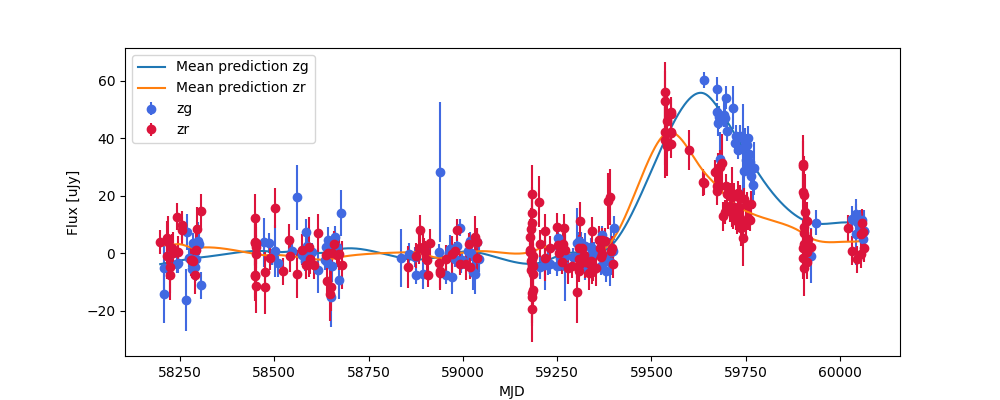 Mean prediction zg
Mean prediction zr
zg
zr
Flux [uJy]
60
40
20
0
−20
58250 58500 58750 59000 59250 59500 59750 60000
MJD